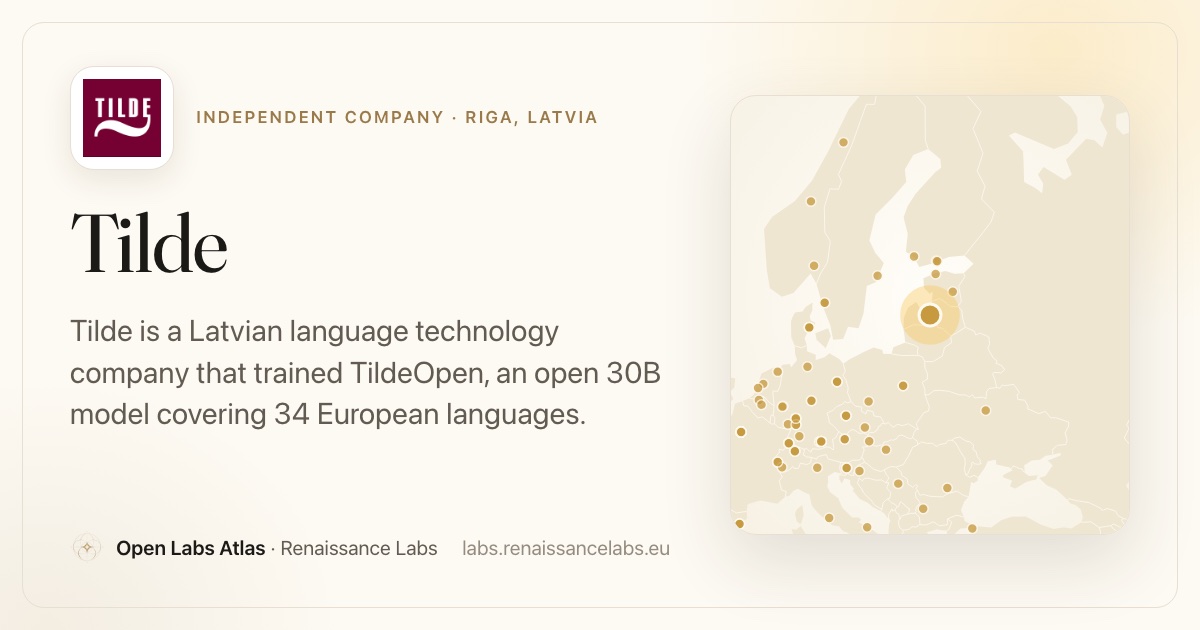 TILDE
INDEPENDENT COMPANY · RIGA, LATVIA
Tilde
Tilde is a Latvian language technology
company that trained TildeOpen, an open 30B
model covering 34 European languages.
Open Labs Atlas · Renaissance Labs labs.renaissancelabs.eu